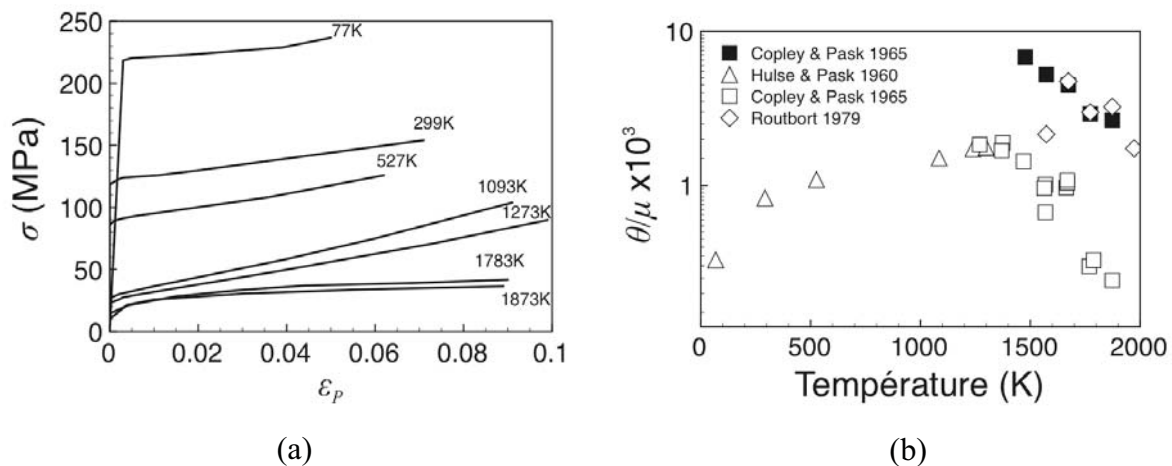 250
200
150
100
50
0
σ (MPa)
77K
299K
527K
1093K
1273K
1783K
1873K
0 0.02 0.04 0.06 0.08 0.1
ε_P
(a)
10
1
θ/μ x10³
■ Copley & Pask 1965
△ Hulse & Pask 1960
□ Copley & Pask 1965
◇ Routbort 1979
0 500 1000 1500 2000
Température (K)
(b)